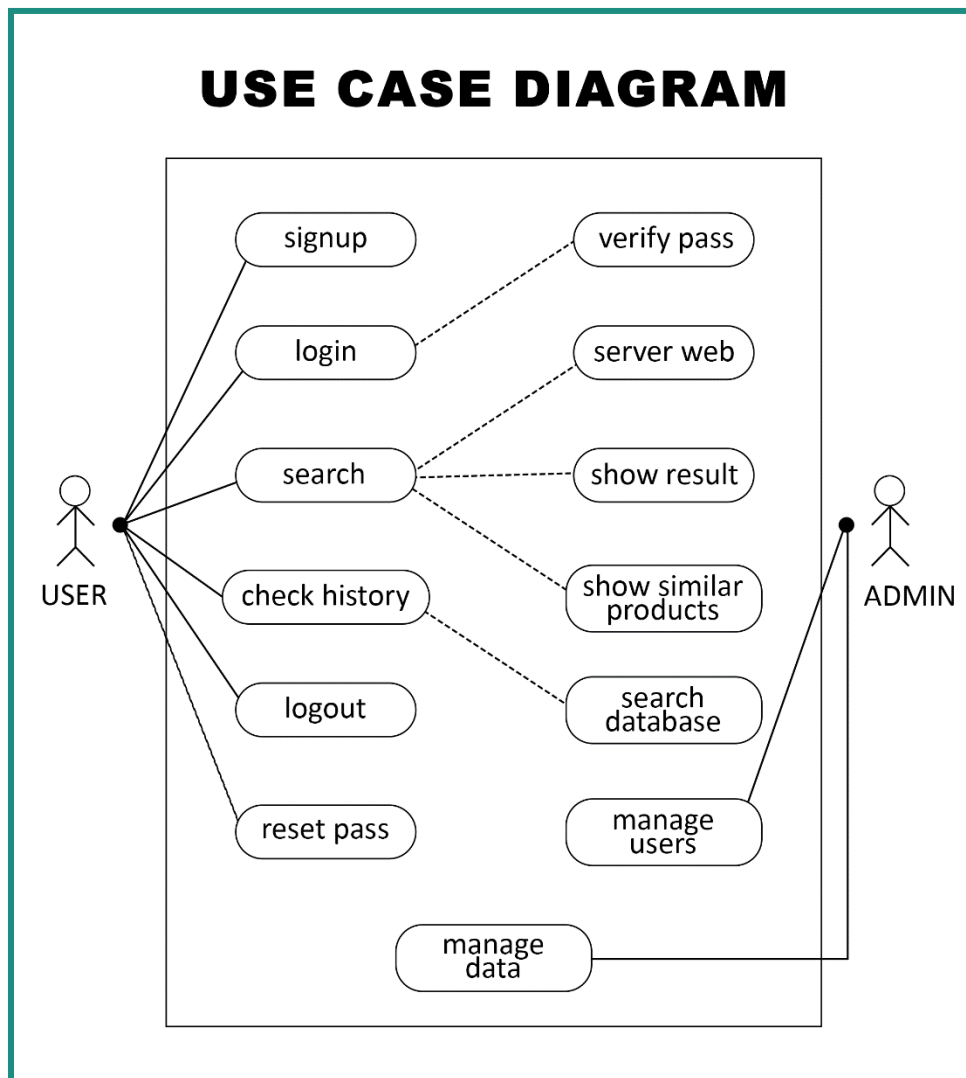 USE CASE DIAGRAM
signup
verify pass
login
server web
search
show result
USER
check history
show similar
products
ADMIN
logout
search
database
reset pass
manage
users
manage
data